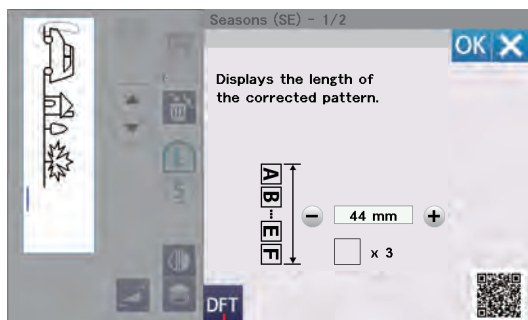 Seasons (SE) - 1/2
OK
Displays the length of
the corrected pattern.
L
S
A
B
E
F
44 mm
x 3
DFT